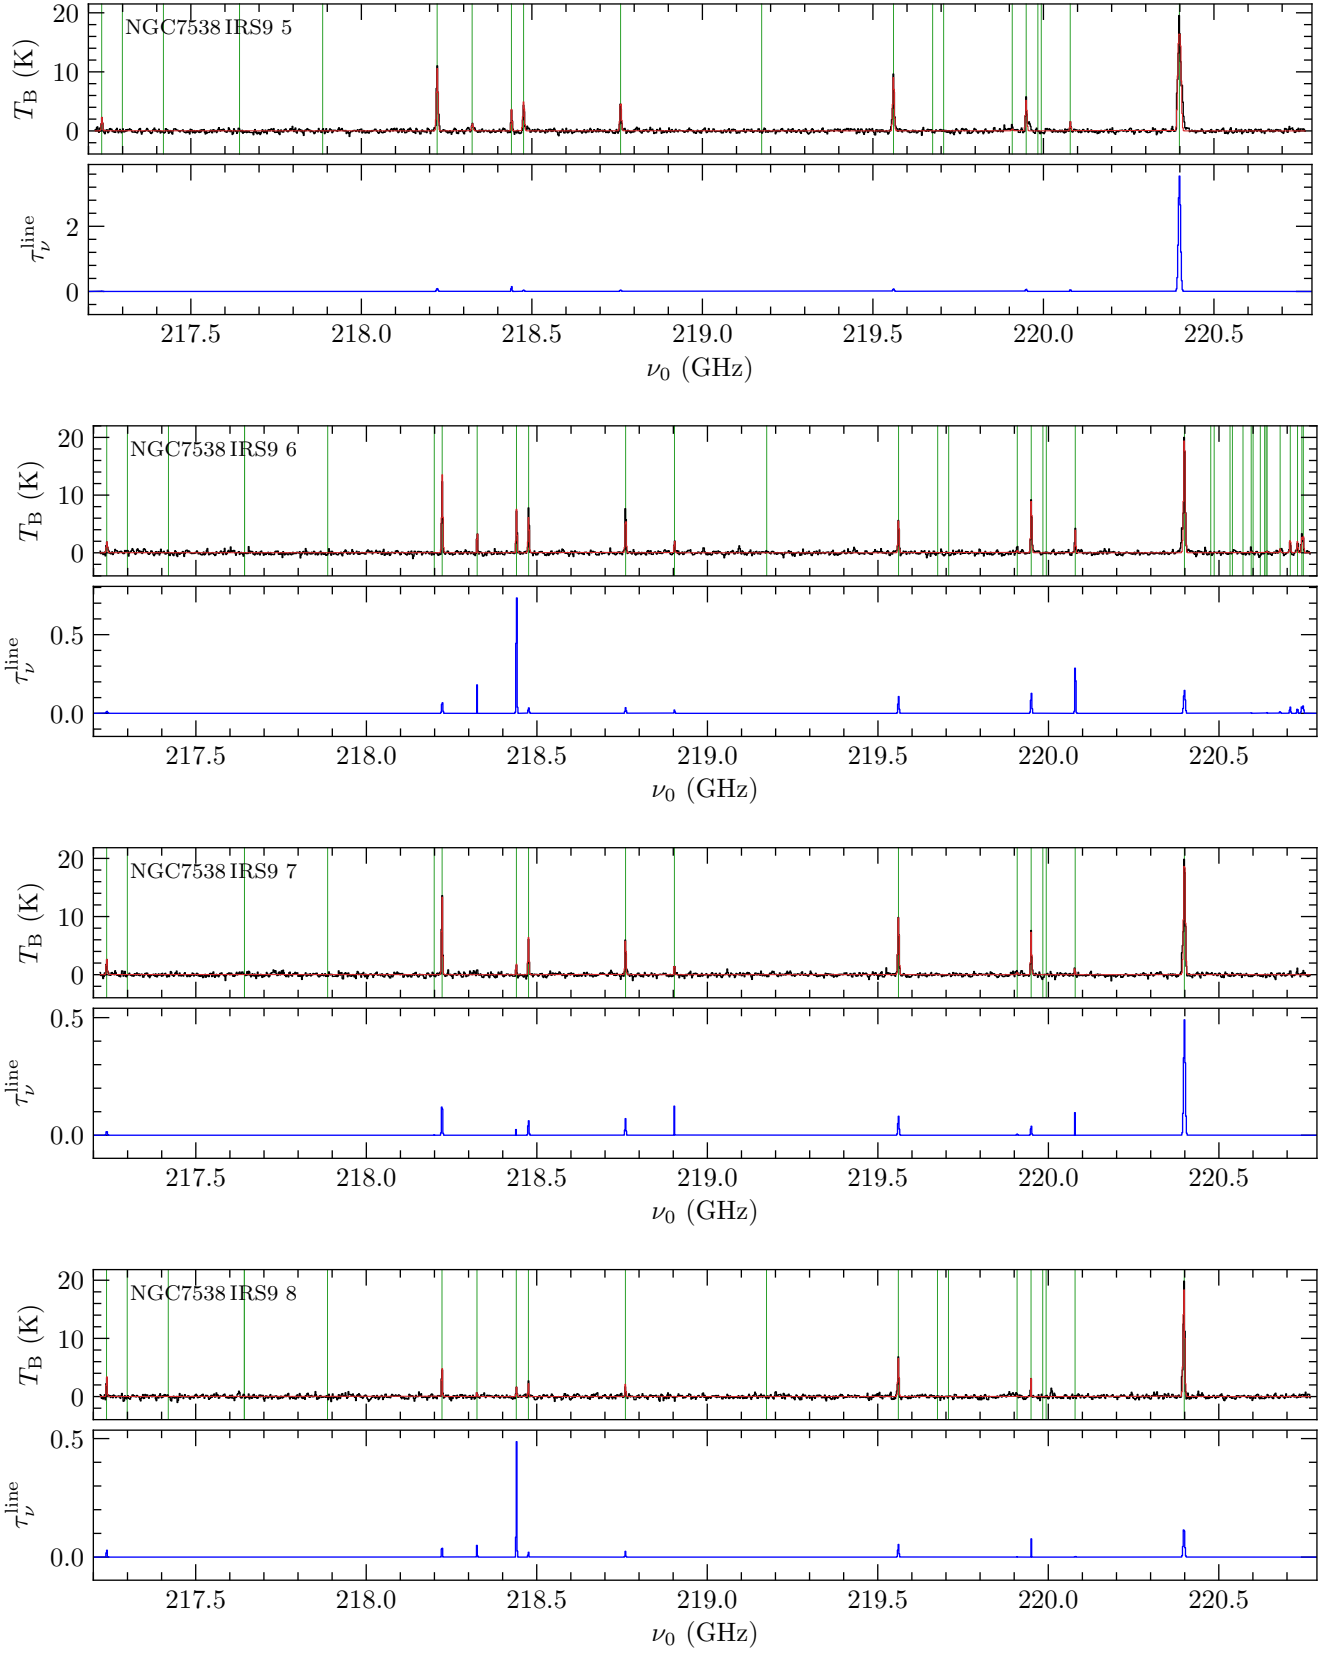 NGC7538 IRS9 5
20
10
0
T_B (K)
2
0
τ_ν^line
217.5 218.0 218.5 219.0 219.5 220.0 220.5
ν_0 (GHz)
NGC7538 IRS9 6
20
10
0
T_B (K)
0.5
0.0
τ_ν^line
217.5 218.0 218.5 219.0 219.5 220.0 220.5
ν_0 (GHz)
NGC7538 IRS9 7
20
10
0
T_B (K)
0.5
0.0
τ_ν^line
217.5 218.0 218.5 219.0 219.5 220.0 220.5
ν_0 (GHz)
NGC7538 IRS9 8
20
10
0
T_B (K)
0.5
0.0
τ_ν^line
217.5 218.0 218.5 219.0 219.5 220.0 220.5
ν_0 (GHz)